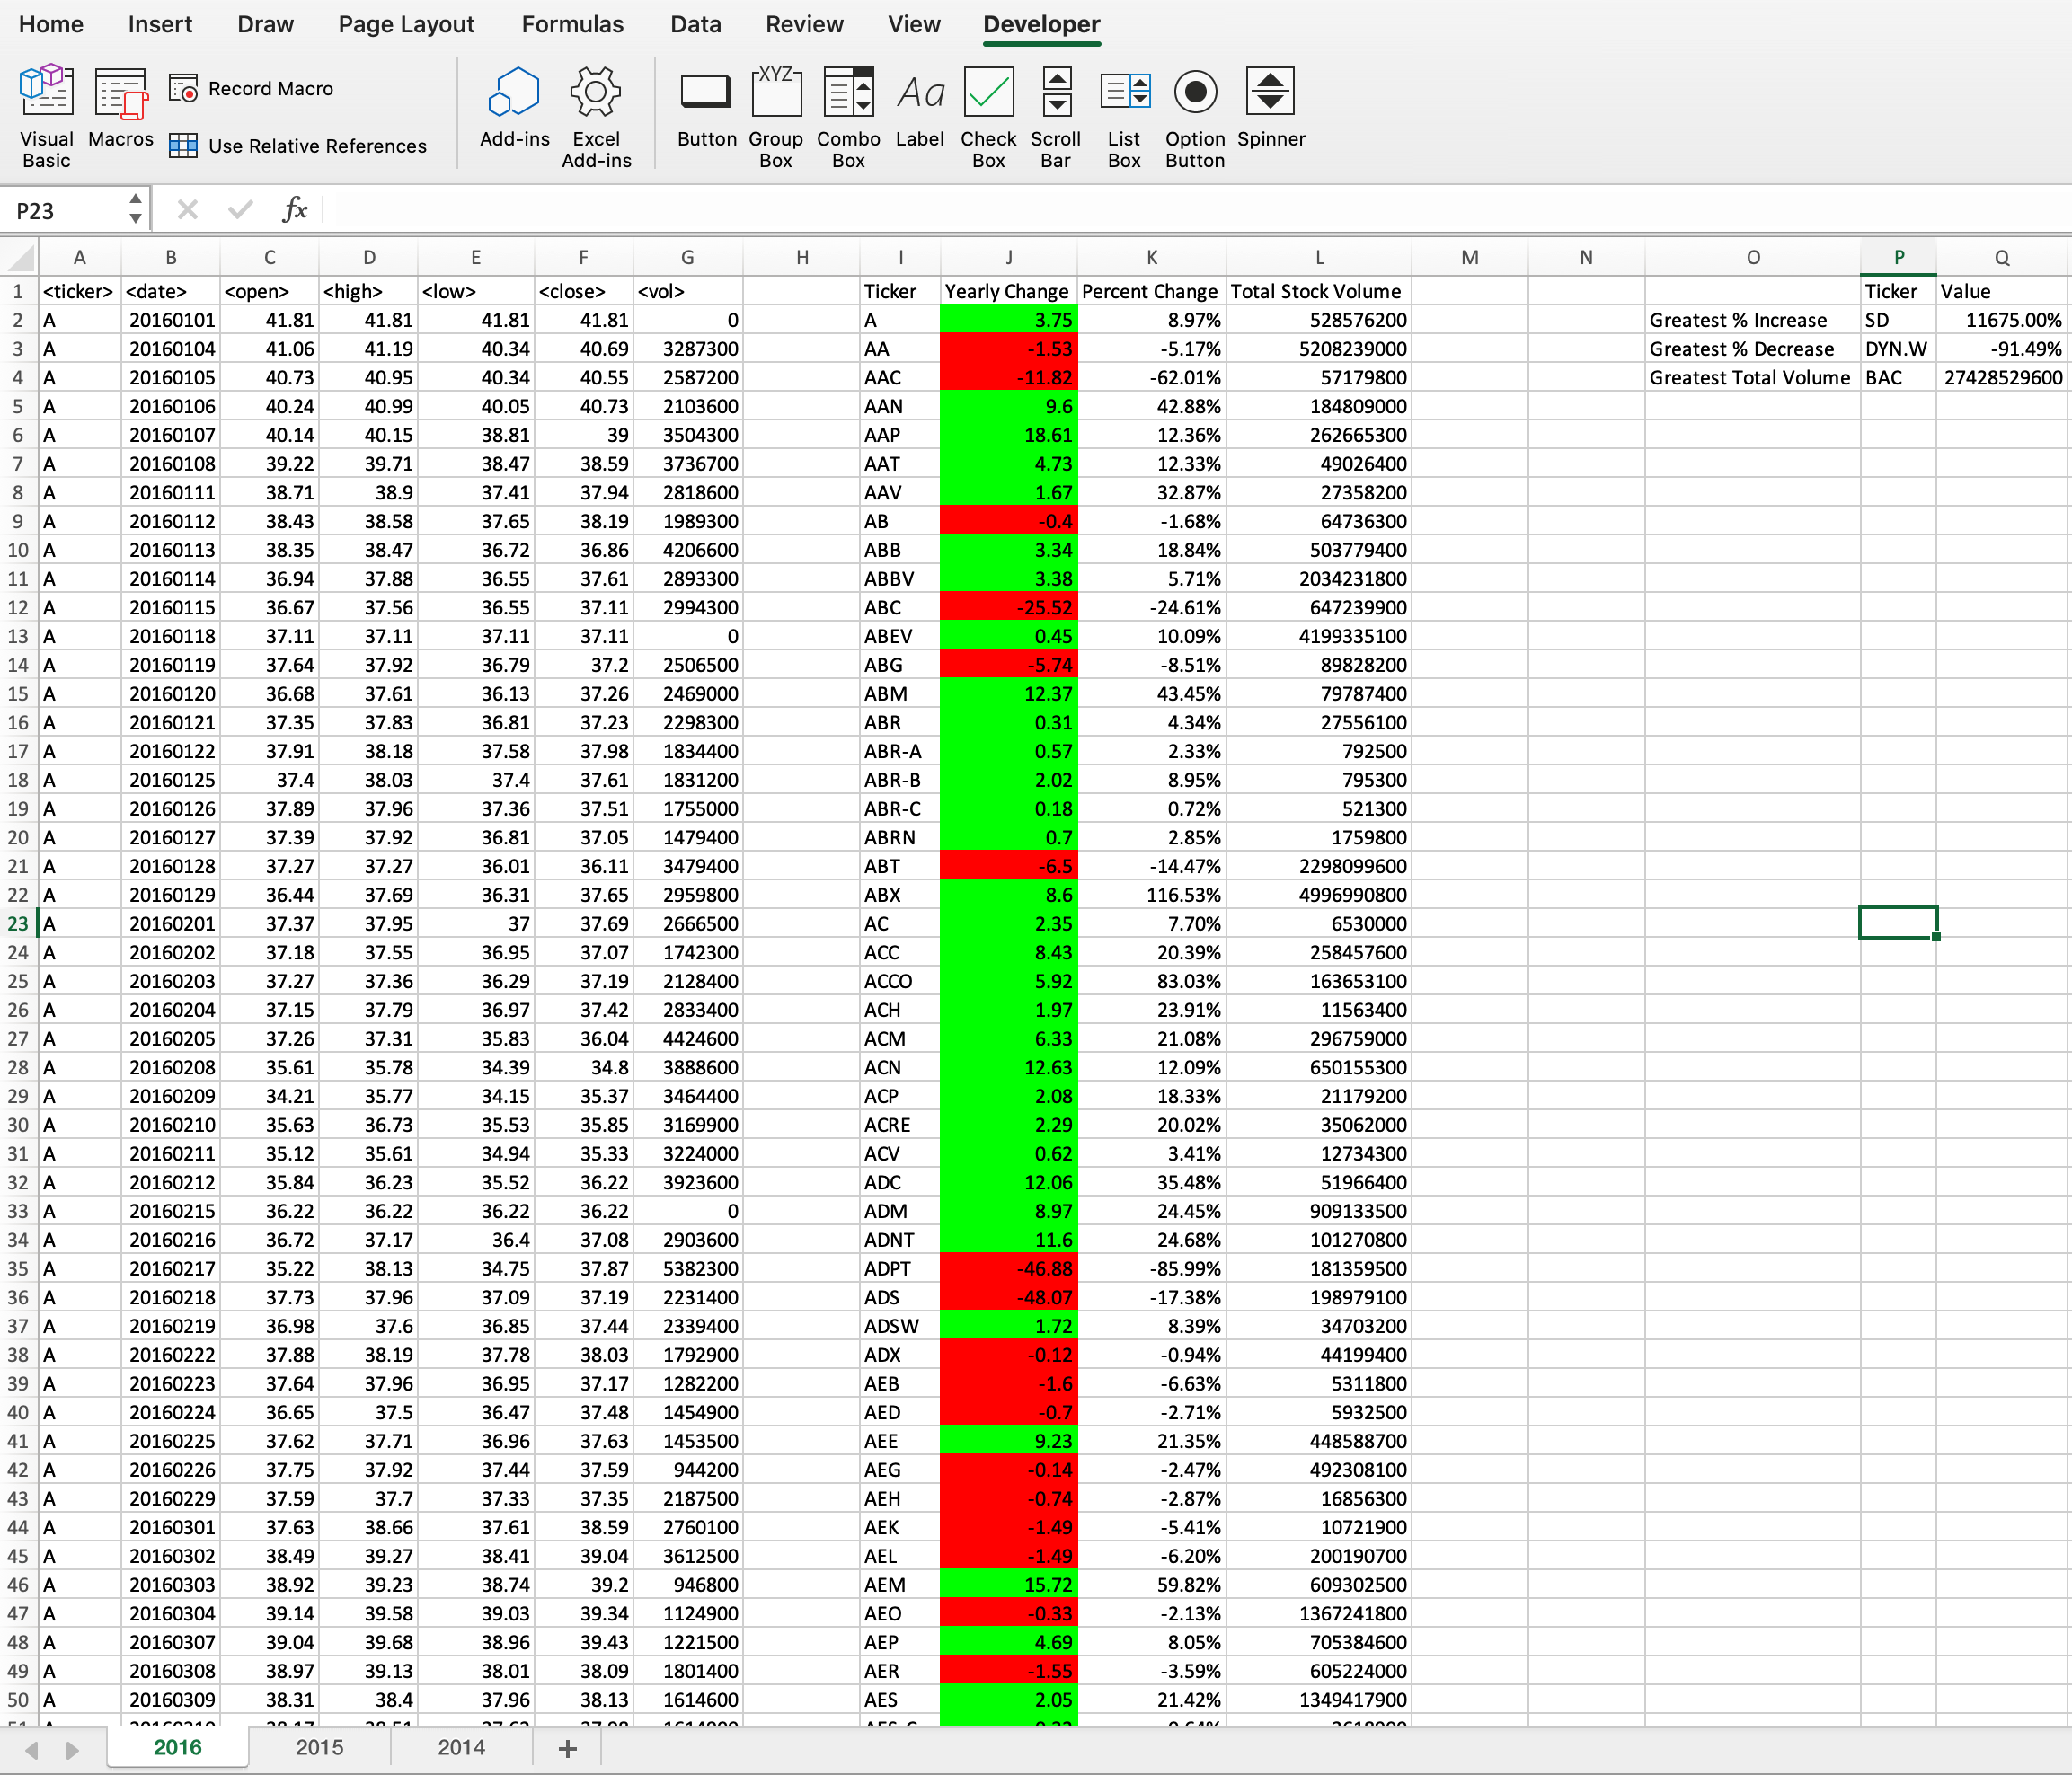 Home Insert Draw Page Layout Formulas Data Review View Developer
Visual Basic Macros Record Macro Use Relative References Add-ins Excel Add-ins Button Group Box Combo Box Label Check Box Scroll Bar List Box Option Button Spinner
XYZ Aa
P23 fx
A B C D E F G H I J K L M N O P Q
1 <ticker> <date> <open> <high> <low> <close> <vol> Ticker Yearly Change Percent Change Total Stock Volume Ticker Value
2 A 20160101 41.81 41.81 41.81 41.81 0 A 3.75 8.97% 528576200 Greatest % Increase SD 11675.00%
3 A 20160104 41.06 41.19 40.34 40.69 3287300 AA -1.53 -5.17% 5208239000 Greatest % Decrease DYN.W -91.49%
4 A 20160105 40.73 40.95 40.34 40.55 2587200 AAC -11.82 -62.01% 57179800 Greatest Total Volume BAC 27428529600
5 A 20160106 40.24 40.99 40.05 40.73 2103600 AAN 9.6 42.88% 184809000
6 A 20160107 40.14 40.15 38.81 39 3504300 AAP 18.61 12.36% 262665300
7 A 20160108 39.22 39.71 38.47 38.59 3736700 AAT 4.73 12.33% 49026400
8 A 20160111 38.71 38.9 37.41 37.94 2818600 AAV 1.67 32.87% 27358200
9 A 20160112 38.43 38.58 37.65 38.19 1989300 AB -0.4 -1.68% 64736300
10 A 20160113 38.35 38.47 36.72 36.86 4206600 ABB 3.34 18.84% 503779400
11 A 20160114 36.94 37.88 36.55 37.61 2893300 ABBV 3.38 5.71% 2034231800
12 A 20160115 36.67 37.56 36.55 37.11 2994300 ABC -25.52 -24.61% 647239900
13 A 20160118 37.11 37.11 37.11 37.11 0 ABEV 0.45 10.09% 4199335100
14 A 20160119 37.64 37.92 36.79 37.2 2506500 ABG -5.74 -8.51% 89828200
15 A 20160120 36.68 37.61 36.13 37.26 2469000 ABM 12.37 43.45% 79787400
16 A 20160121 37.35 37.83 36.81 37.23 2298300 ABR 0.31 4.34% 27556100
17 A 20160122 37.91 38.18 37.58 37.98 1834400 ABR-A 0.57 2.33% 792500
18 A 20160125 37.4 38.03 37.4 37.61 1831200 ABR-B 2.02 8.95% 795300
19 A 20160126 37.89 37.96 37.36 37.51 1755000 ABR-C 0.18 0.72% 521300
20 A 20160127 37.39 37.92 36.81 37.05 1479400 ABRN 0.7 2.85% 1759800
21 A 20160128 37.27 37.27 36.01 36.11 3479400 ABT -6.5 -14.47% 2298099600
22 A 20160129 36.44 37.69 36.31 37.65 2959800 ABX 8.6 116.53% 4996990800
23 A 20160201 37.37 37.95 37 37.69 2666500 AC 2.35 7.70% 6530000
24 A 20160202 37.18 37.55 36.95 37.07 1742300 ACC 8.43 20.39% 258457600
25 A 20160203 37.27 37.36 36.29 37.19 2128400 ACCO 5.92 83.03% 163653100
26 A 20160204 37.15 37.79 36.97 37.42 2833400 ACH 1.97 23.91% 11563400
27 A 20160205 37.26 37.31 35.83 36.04 4424600 ACM 6.33 21.08% 296759000
28 A 20160208 35.61 35.78 34.39 34.8 3888600 ACN 12.63 12.09% 650155300
29 A 20160209 34.21 35.77 34.15 35.37 3464400 ACP 2.08 18.33% 21179200
30 A 20160210 35.63 36.73 35.53 35.85 3169900 ACRE 2.29 20.02% 35062000
31 A 20160211 35.12 35.61 34.94 35.33 3224000 ACV 0.62 3.41% 12734300
32 A 20160212 35.84 36.23 35.52 36.22 3923600 ADC 12.06 35.48% 51966400
33 A 20160215 36.22 36.22 36.22 36.22 0 ADM 8.97 24.45% 909133500
34 A 20160216 36.72 37.17 36.4 37.08 2903600 ADNT 11.6 24.68% 101270800
35 A 20160217 35.22 38.13 34.75 37.87 5382300 ADPT -46.88 -85.99% 181359500
36 A 20160218 37.73 37.96 37.09 37.19 2231400 ADS -48.07 -17.38% 198979100
37 A 20160219 36.98 37.6 36.85 37.44 2339400 ADSW 1.72 8.39% 34703200
38 A 20160222 37.88 38.19 37.78 38.03 1792900 ADX -0.12 -0.94% 44199400
39 A 20160223 37.64 37.96 36.95 37.17 1282200 AEB -1.6 -6.63% 5311800
40 A 20160224 36.65 37.5 36.47 37.48 1454900 AED -0.7 -2.71% 5932500
41 A 20160225 37.62 37.71 36.96 37.63 1453500 AEE 9.23 21.35% 448588700
42 A 20160226 37.75 37.92 37.44 37.59 944200 AEG -0.14 -2.47% 492308100
43 A 20160229 37.59 37.7 37.33 37.35 2187500 AEH -0.74 -2.87% 16856300
44 A 20160301 37.63 38.66 37.61 38.59 2760100 AEK -1.49 -5.41% 10721900
45 A 20160302 38.49 39.27 38.41 39.04 3612500 AEL -1.49 -6.20% 200190700
46 A 20160303 38.92 39.23 38.74 39.2 946800 AEM 15.72 59.82% 609302500
47 A 20160304 39.14 39.58 39.03 39.34 1124900 AEO -0.33 -2.13% 1367241800
48 A 20160307 39.04 39.68 38.96 39.43 1221500 AEP 4.69 8.05% 705384600
49 A 20160308 38.97 39.13 38.01 38.09 1801400 AER -1.55 -3.59% 605224000
50 A 20160309 38.31 38.4 37.96 38.13 1614600 AES 2.05 21.42% 1349417900
2016 2015 2014 +